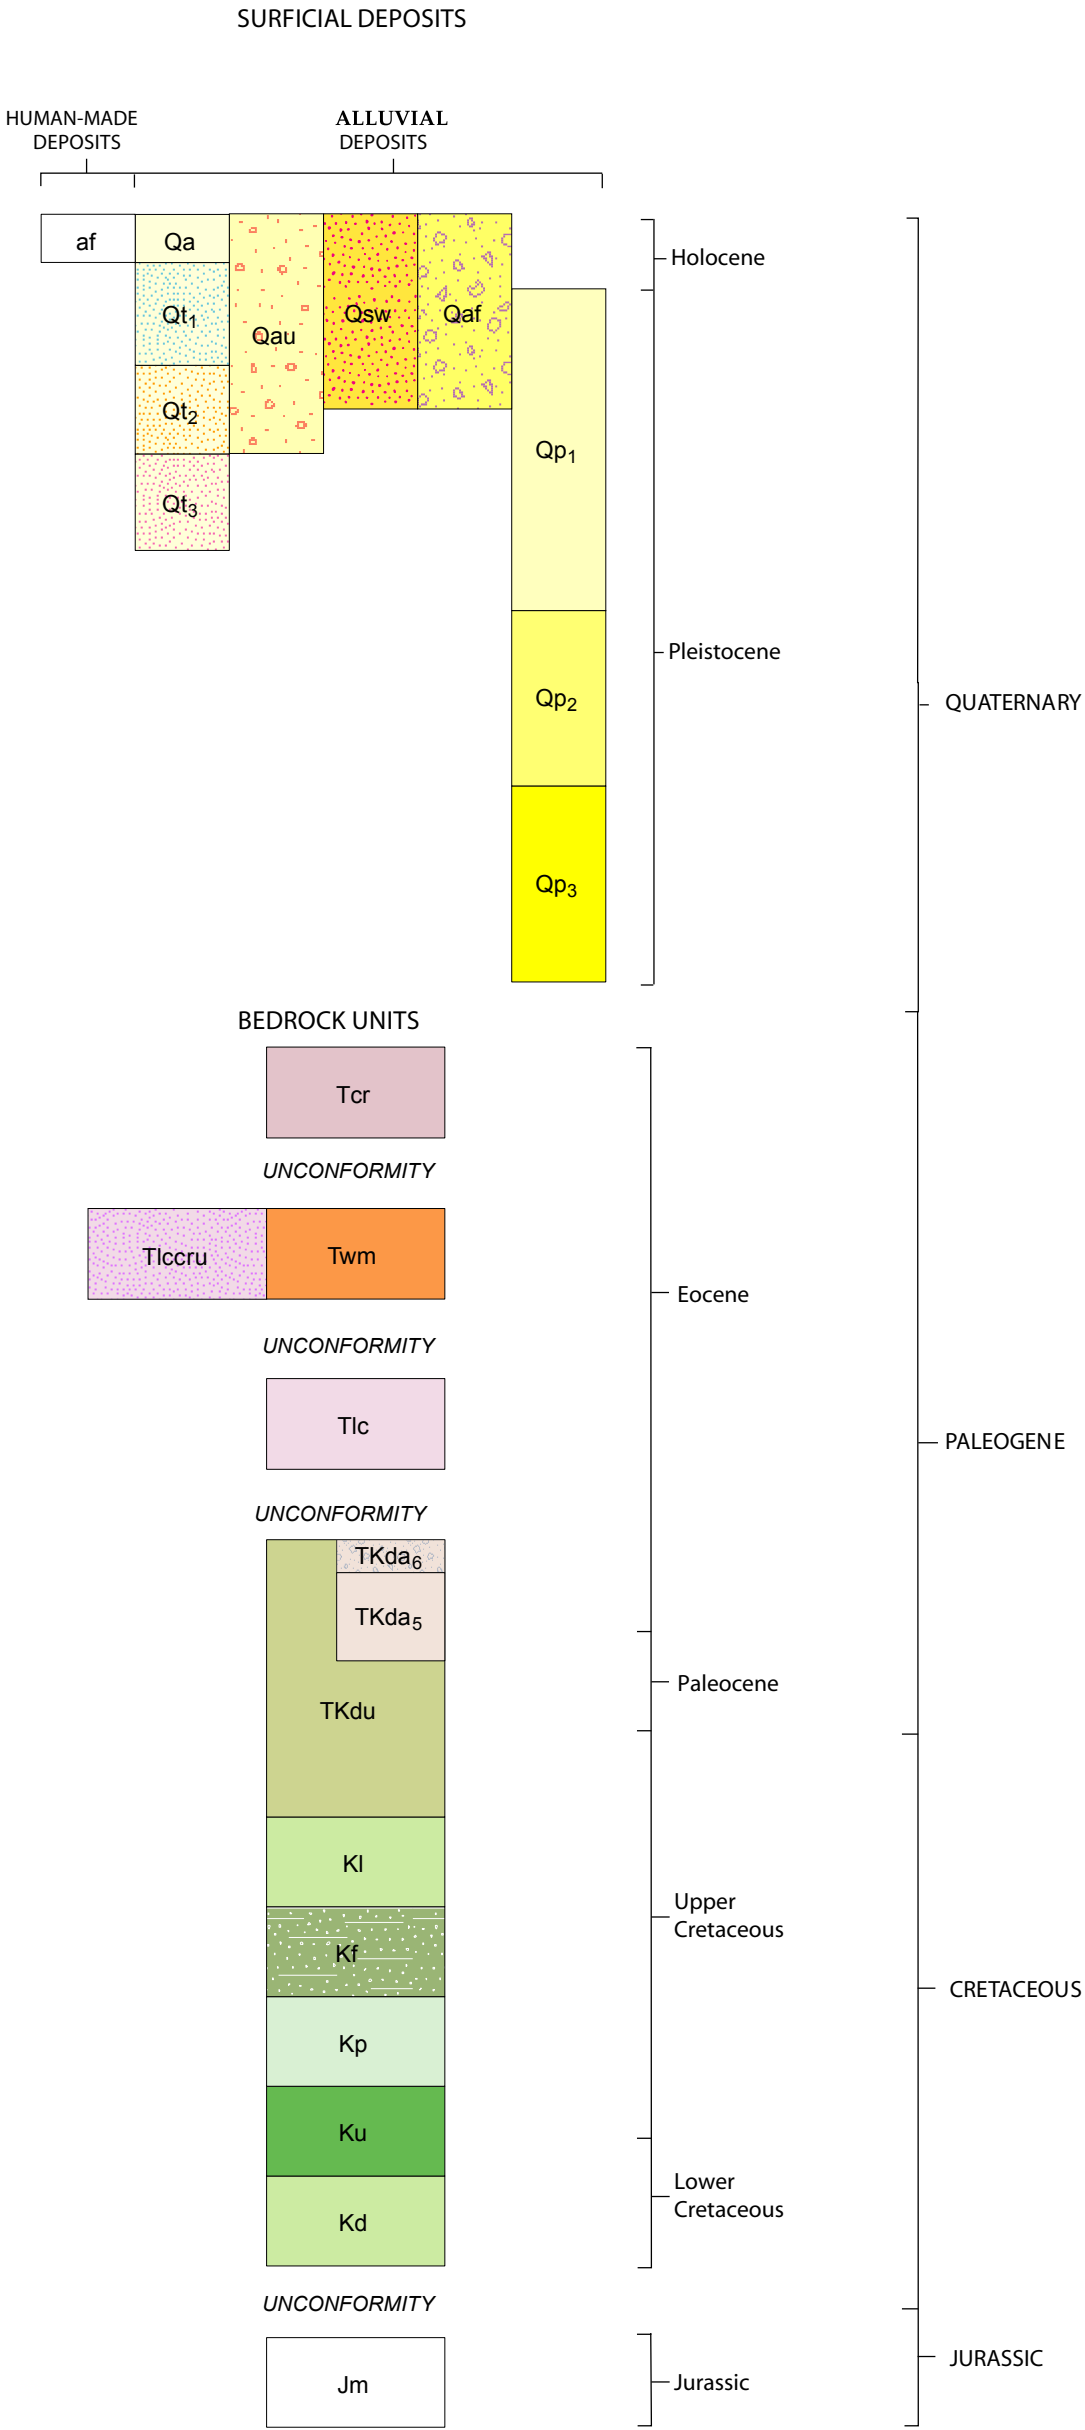 SURFICIAL DEPOSITS
HUMAN-MADE
DEPOSITS
ALLUVIAL
DEPOSITS
af
Qa
Qt1
Qt2
Qt3
Qau
Qsw
Qaf
Qp1
Qp2
Qp3
Holocene
Pleistocene
QUATERNARY
BEDROCK UNITS
Tcr
UNCONFORMITY
Tlccru
Twm
Eocene
UNCONFORMITY
Tlc
PALEOGENE
UNCONFORMITY
TKda6
TKda5
TKdu
Paleocene
Kl
Kf
Upper
Cretaceous
Kp
CRETACEOUS
Ku
Kd
Lower
Cretaceous
UNCONFORMITY
Jm
Jurassic
JURASSIC